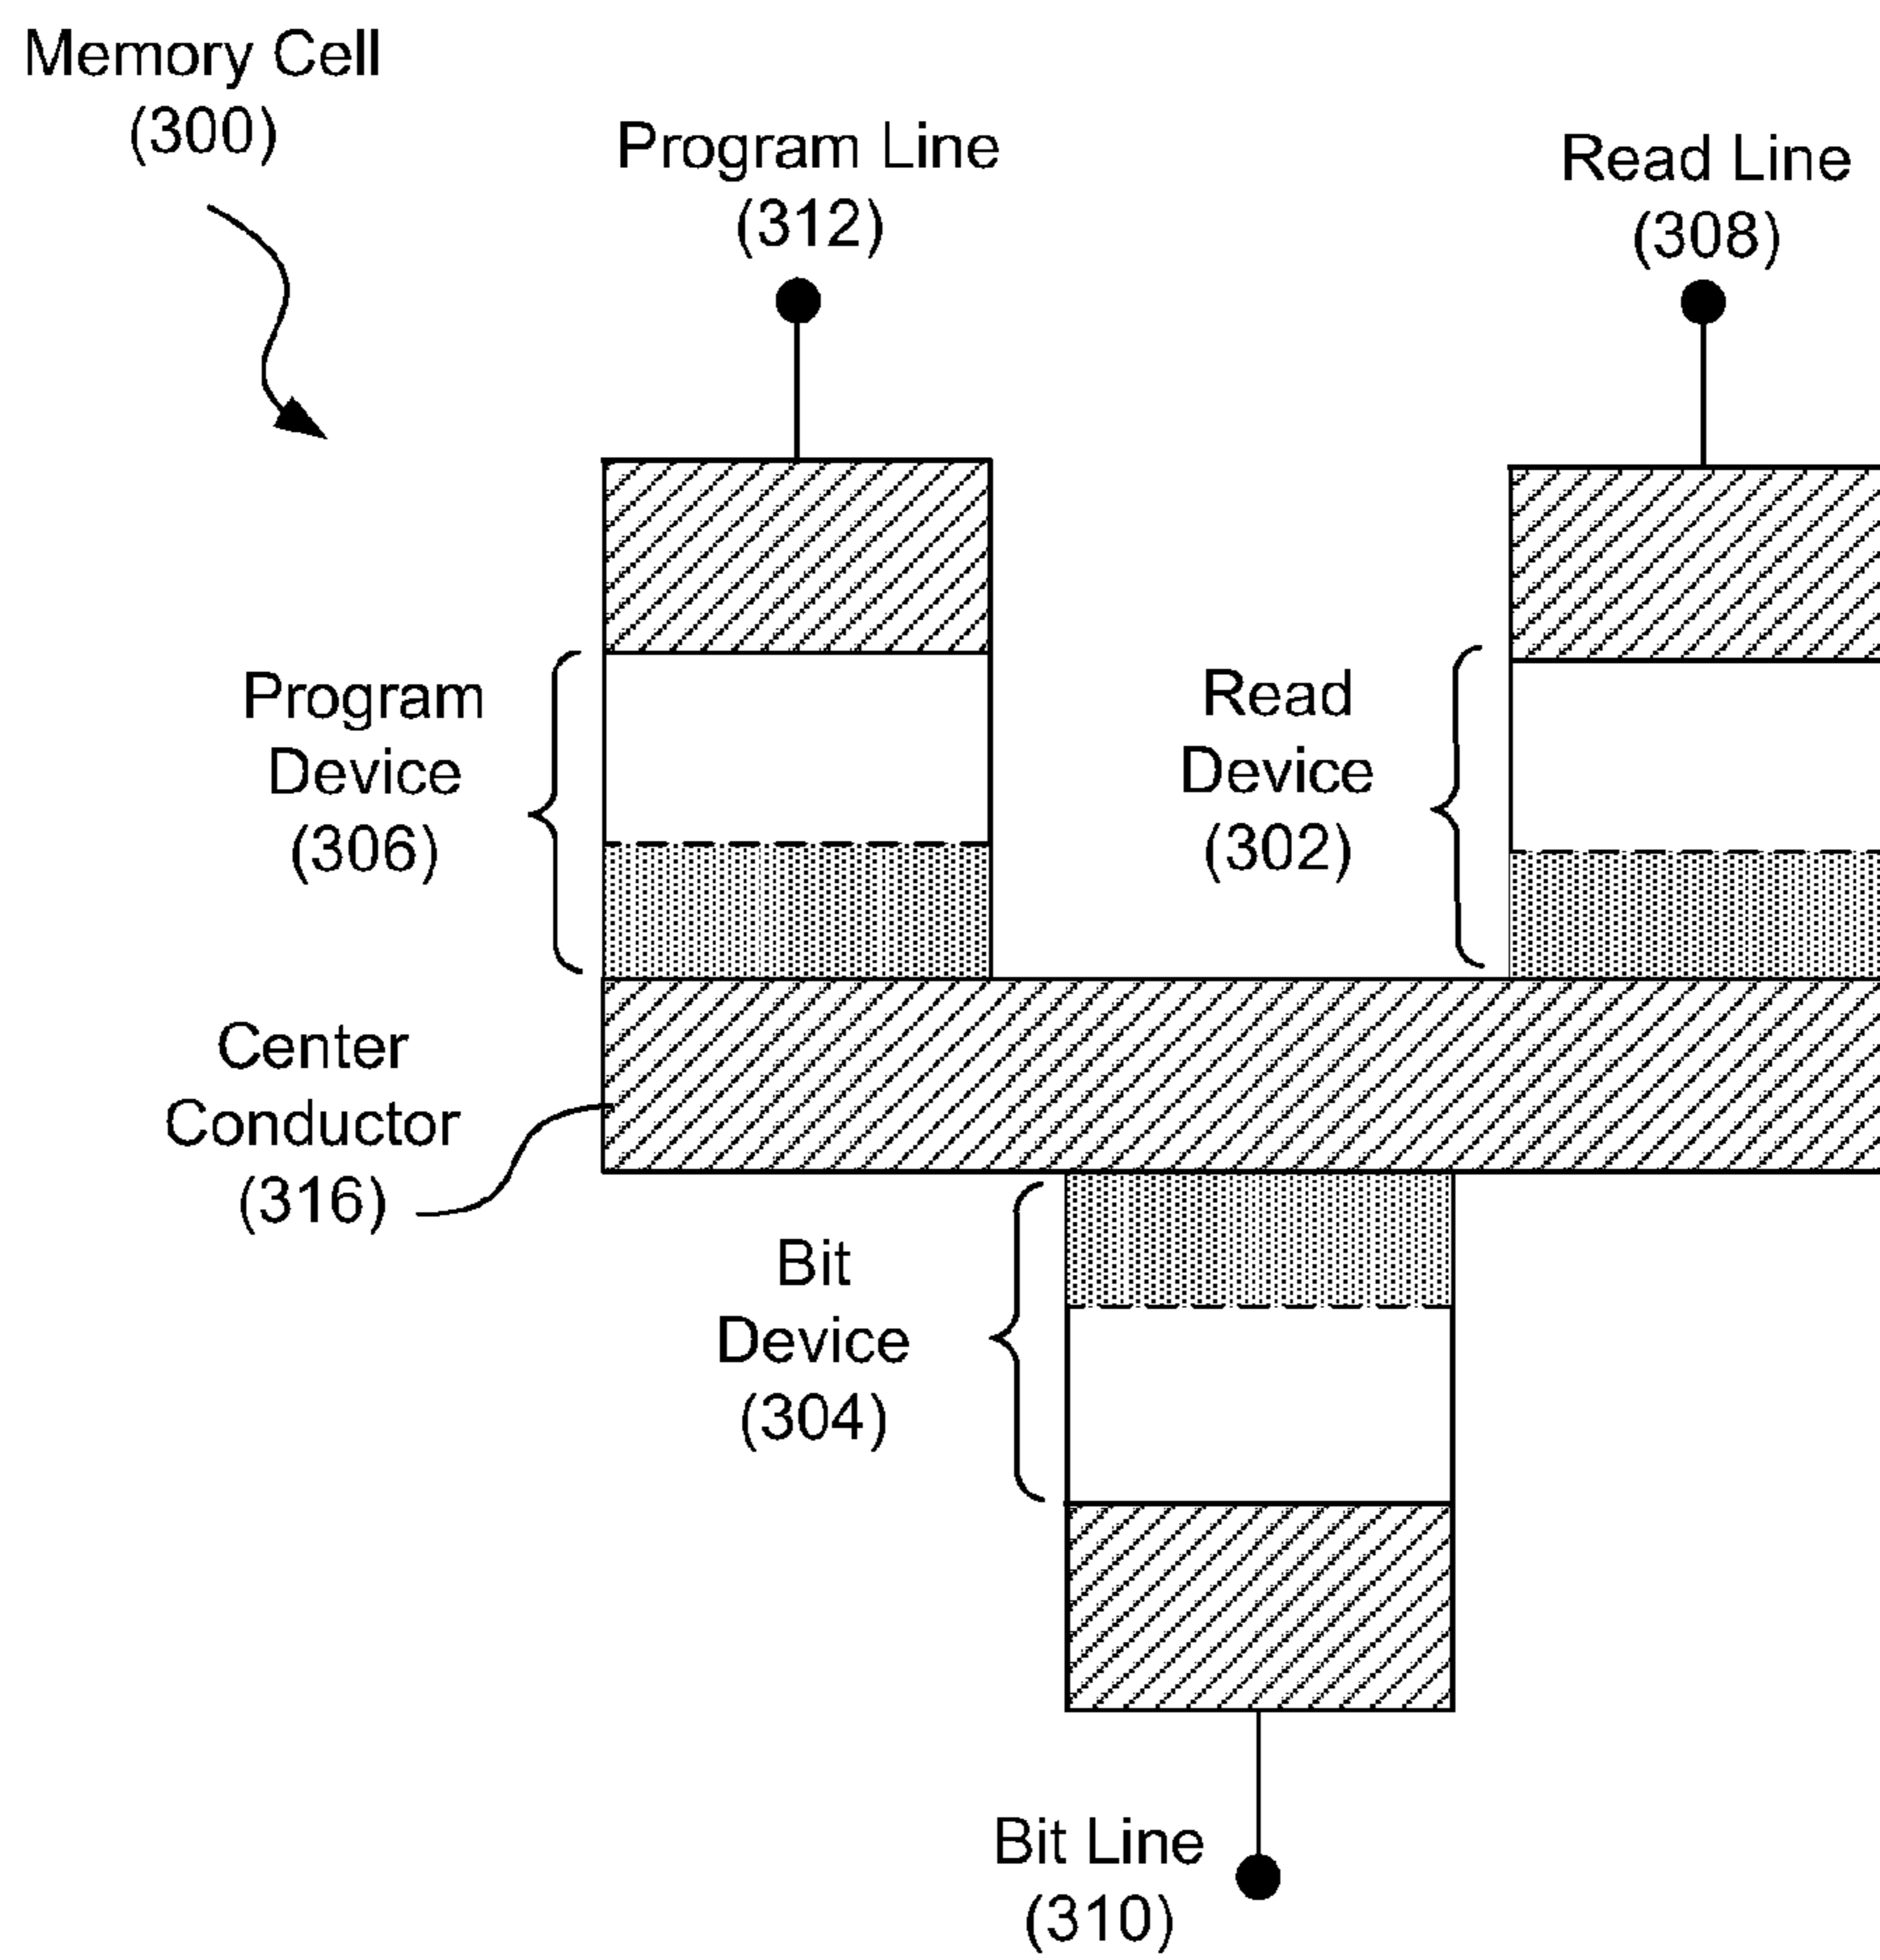 Memory Cell
(300)
Program Line
(312)
Read Line
(308)
Program
Device
(306)
Read
Device
(302)
Center
Conductor
(316)
Bit
Device
(304)
Bit Line
(310)